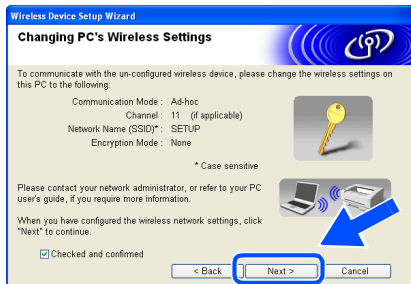 Wireless Device Setup Wizard
Changing PC's Wireless Settings
To communicate with the un-configured wireless device, please change the wireless settings on
this PC to the following:
Communication Mode : Ad-hoc
Channel : 11 (if applicable)
Network Name (SSID)* : SETUP
Encryption Mode : None
* Case sensitive
Please contact your network administrator, or refer to your PC
user's guide, if you require more information.
When you have configured the wireless network settings, click
"Next" to continue.
Checked and confirmed
< Back Next > Cancel